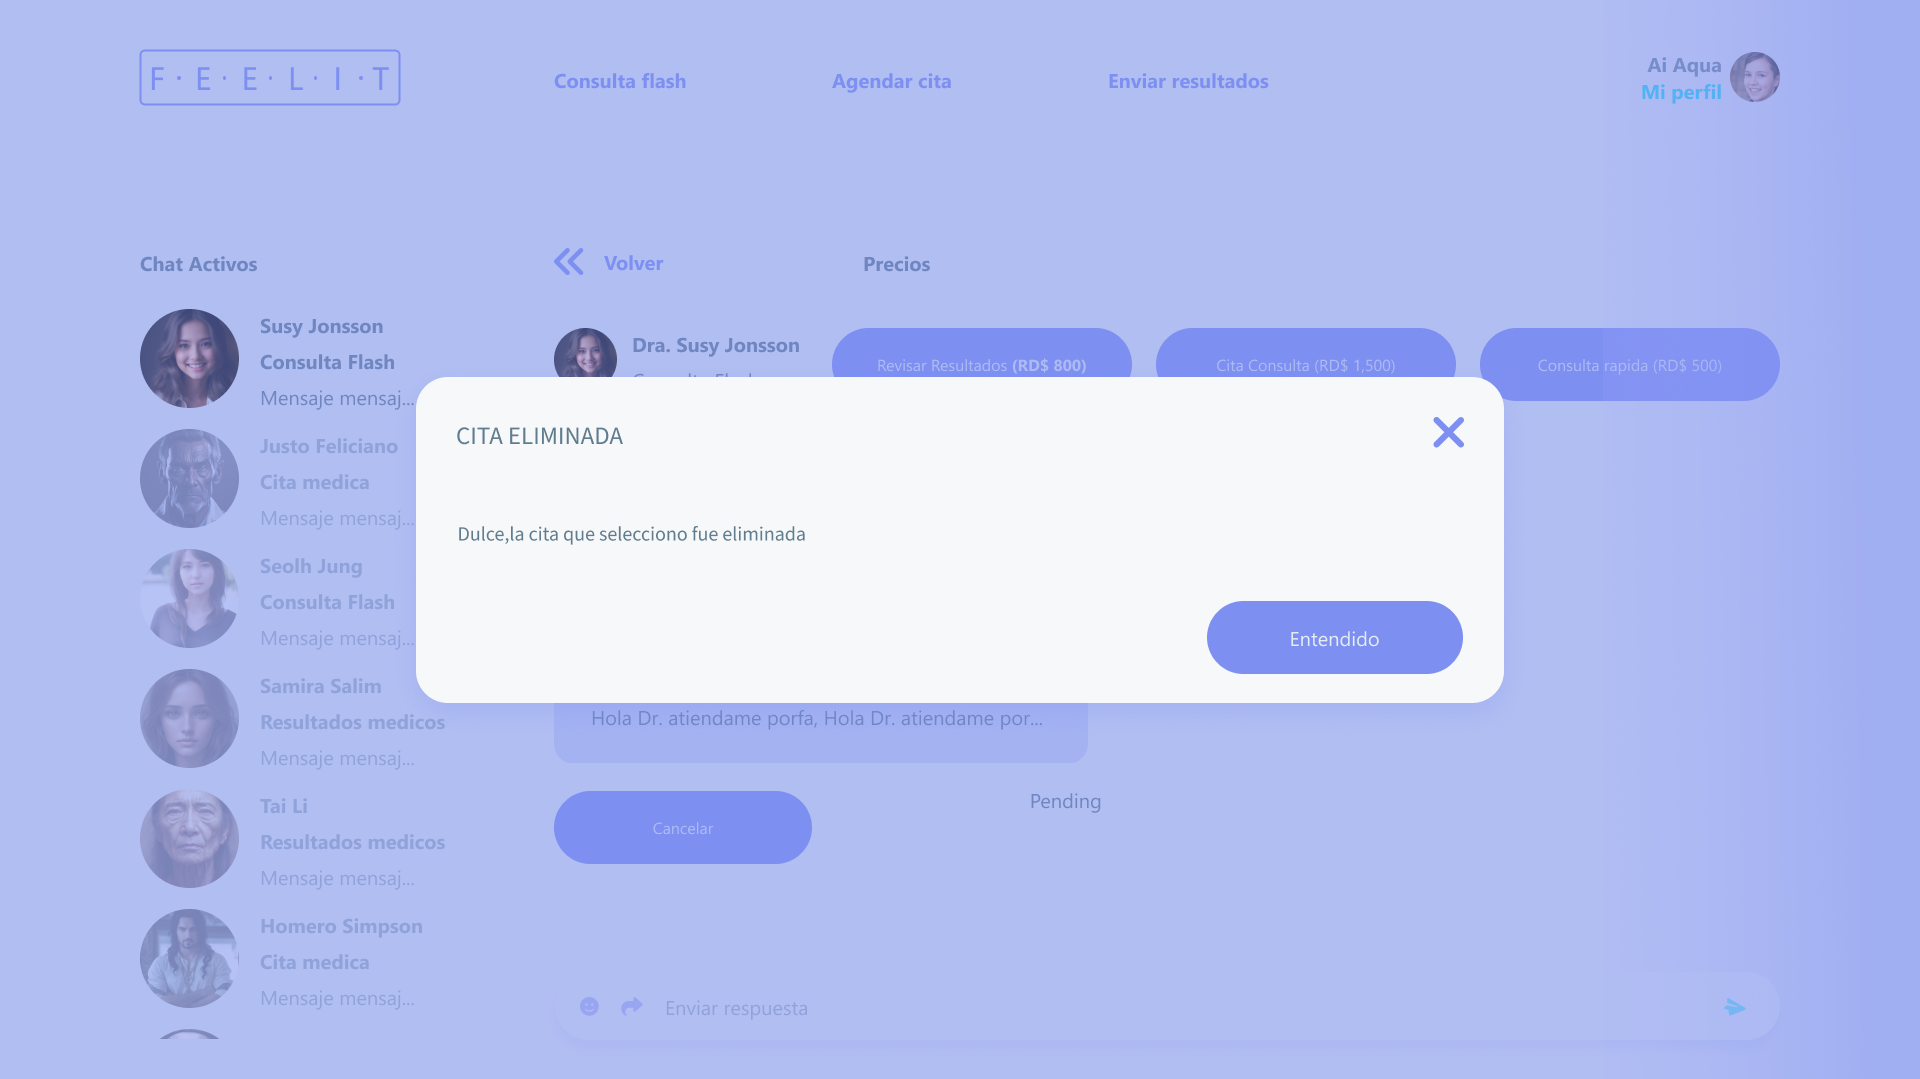 F·E·E·L·I·T
Consulta flash
Agendar cita
Enviar resultados
Ai Aqua
Mi perfil
Chat Activos
Volver
Precios
Susy Jonsson
Consulta Flash
Mensaje mensaj...
Dra. Susy Jonsson
Consulta Flash
Revisar Resultados (RD$ 800)
Cita Consulta (RD$ 1,500)
Consulta rapida (RD$ 500)
Justo Feliciano
Cita medica
Mensaje mensaj...
Seolh Jung
Consulta Flash
Mensaje mensaj...
Samira Salim
Resultados medicos
Mensaje mensaj...
Tai Li
Resultados medicos
Mensaje mensaj...
Homero Simpson
Cita medica
Mensaje mensaj...
CITA ELIMINADA
Dulce,la cita que selecciono fue eliminada
Entendido
Hola Dr. atiendame porfa, Hola Dr. atiendame por...
Pending
Cancelar
Enviar respuesta